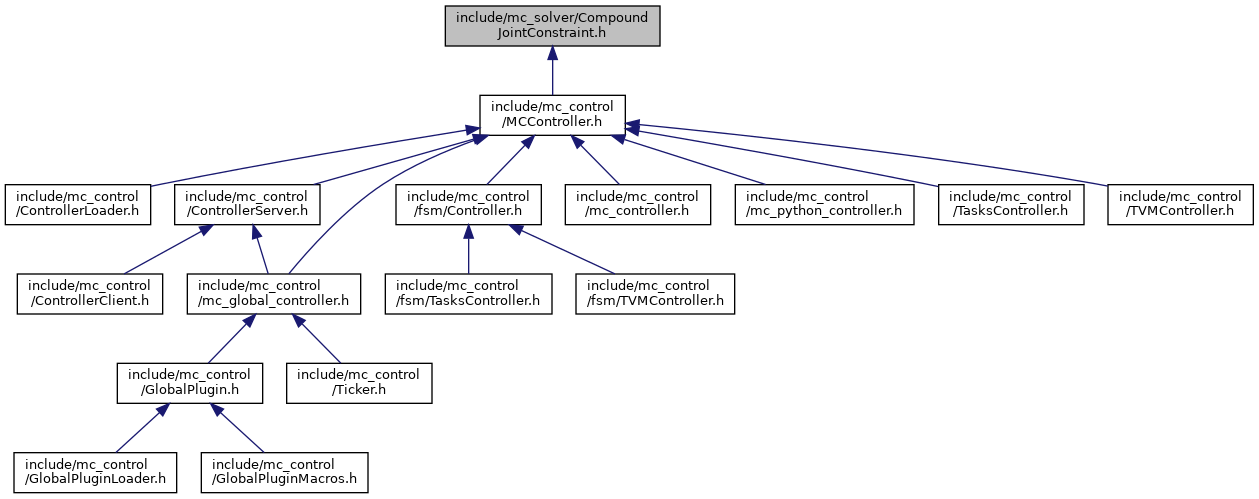 include/mc_solver/Compound
JointConstraint.h
include/mc_control
/MCController.h
include/mc_control
/ControllerLoader.h
include/mc_control
/ControllerServer.h
include/mc_control
/fsm/Controller.h
include/mc_control
/mc_controller.h
include/mc_control
/mc_python_controller.h
include/mc_control
/TasksController.h
include/mc_control
/TVMController.h
include/mc_control
/ControllerClient.h
include/mc_control
/mc_global_controller.h
include/mc_control
/fsm/TasksController.h
include/mc_control
/fsm/TVMController.h
include/mc_control
/GlobalPlugin.h
include/mc_control
/Ticker.h
include/mc_control
/GlobalPluginLoader.h
include/mc_control
/GlobalPluginMacros.h